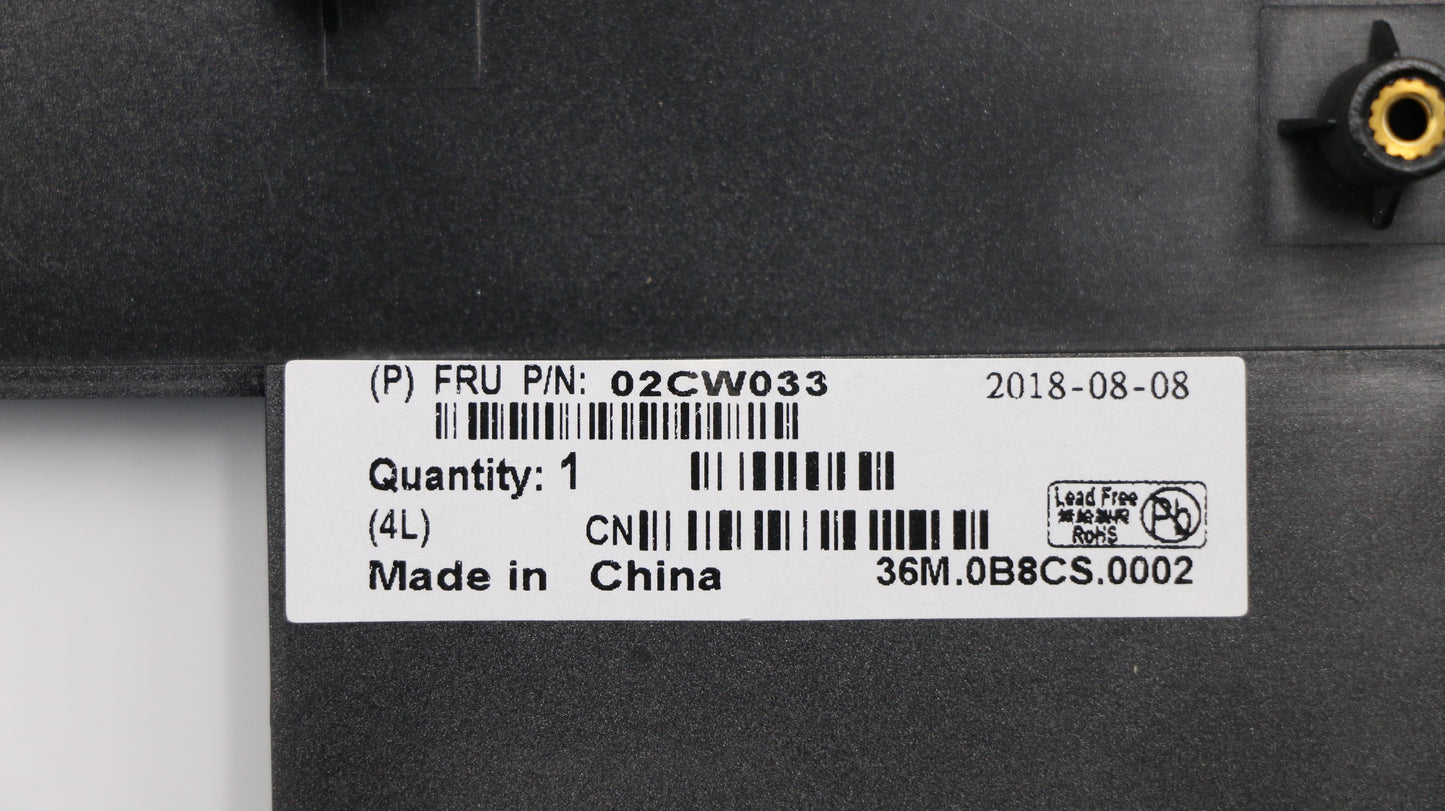 (P) FRU P/N: 02CW033 2018-08-08
Quantity: 1
(4L) CN
Lead Free
RoHS
Pb
Made in China 36M.0B8CS.0002